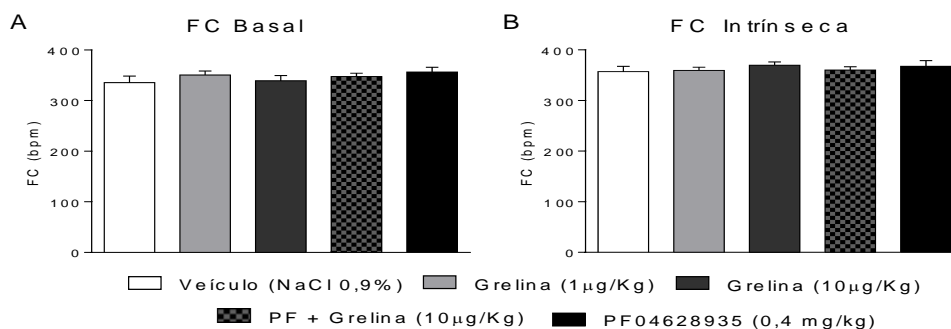 A
FC Basal
FC (bpm)
400
300
200
100
0
B
FC Intrínseca
FC (bpm)
400
300
200
100
0
Veículo (NaCl 0,9%)
Grelina (1μg/Kg)
Grelina (10μg/Kg)
PF + Grelina (10μg/Kg)
PF04628935 (0,4 mg/kg)